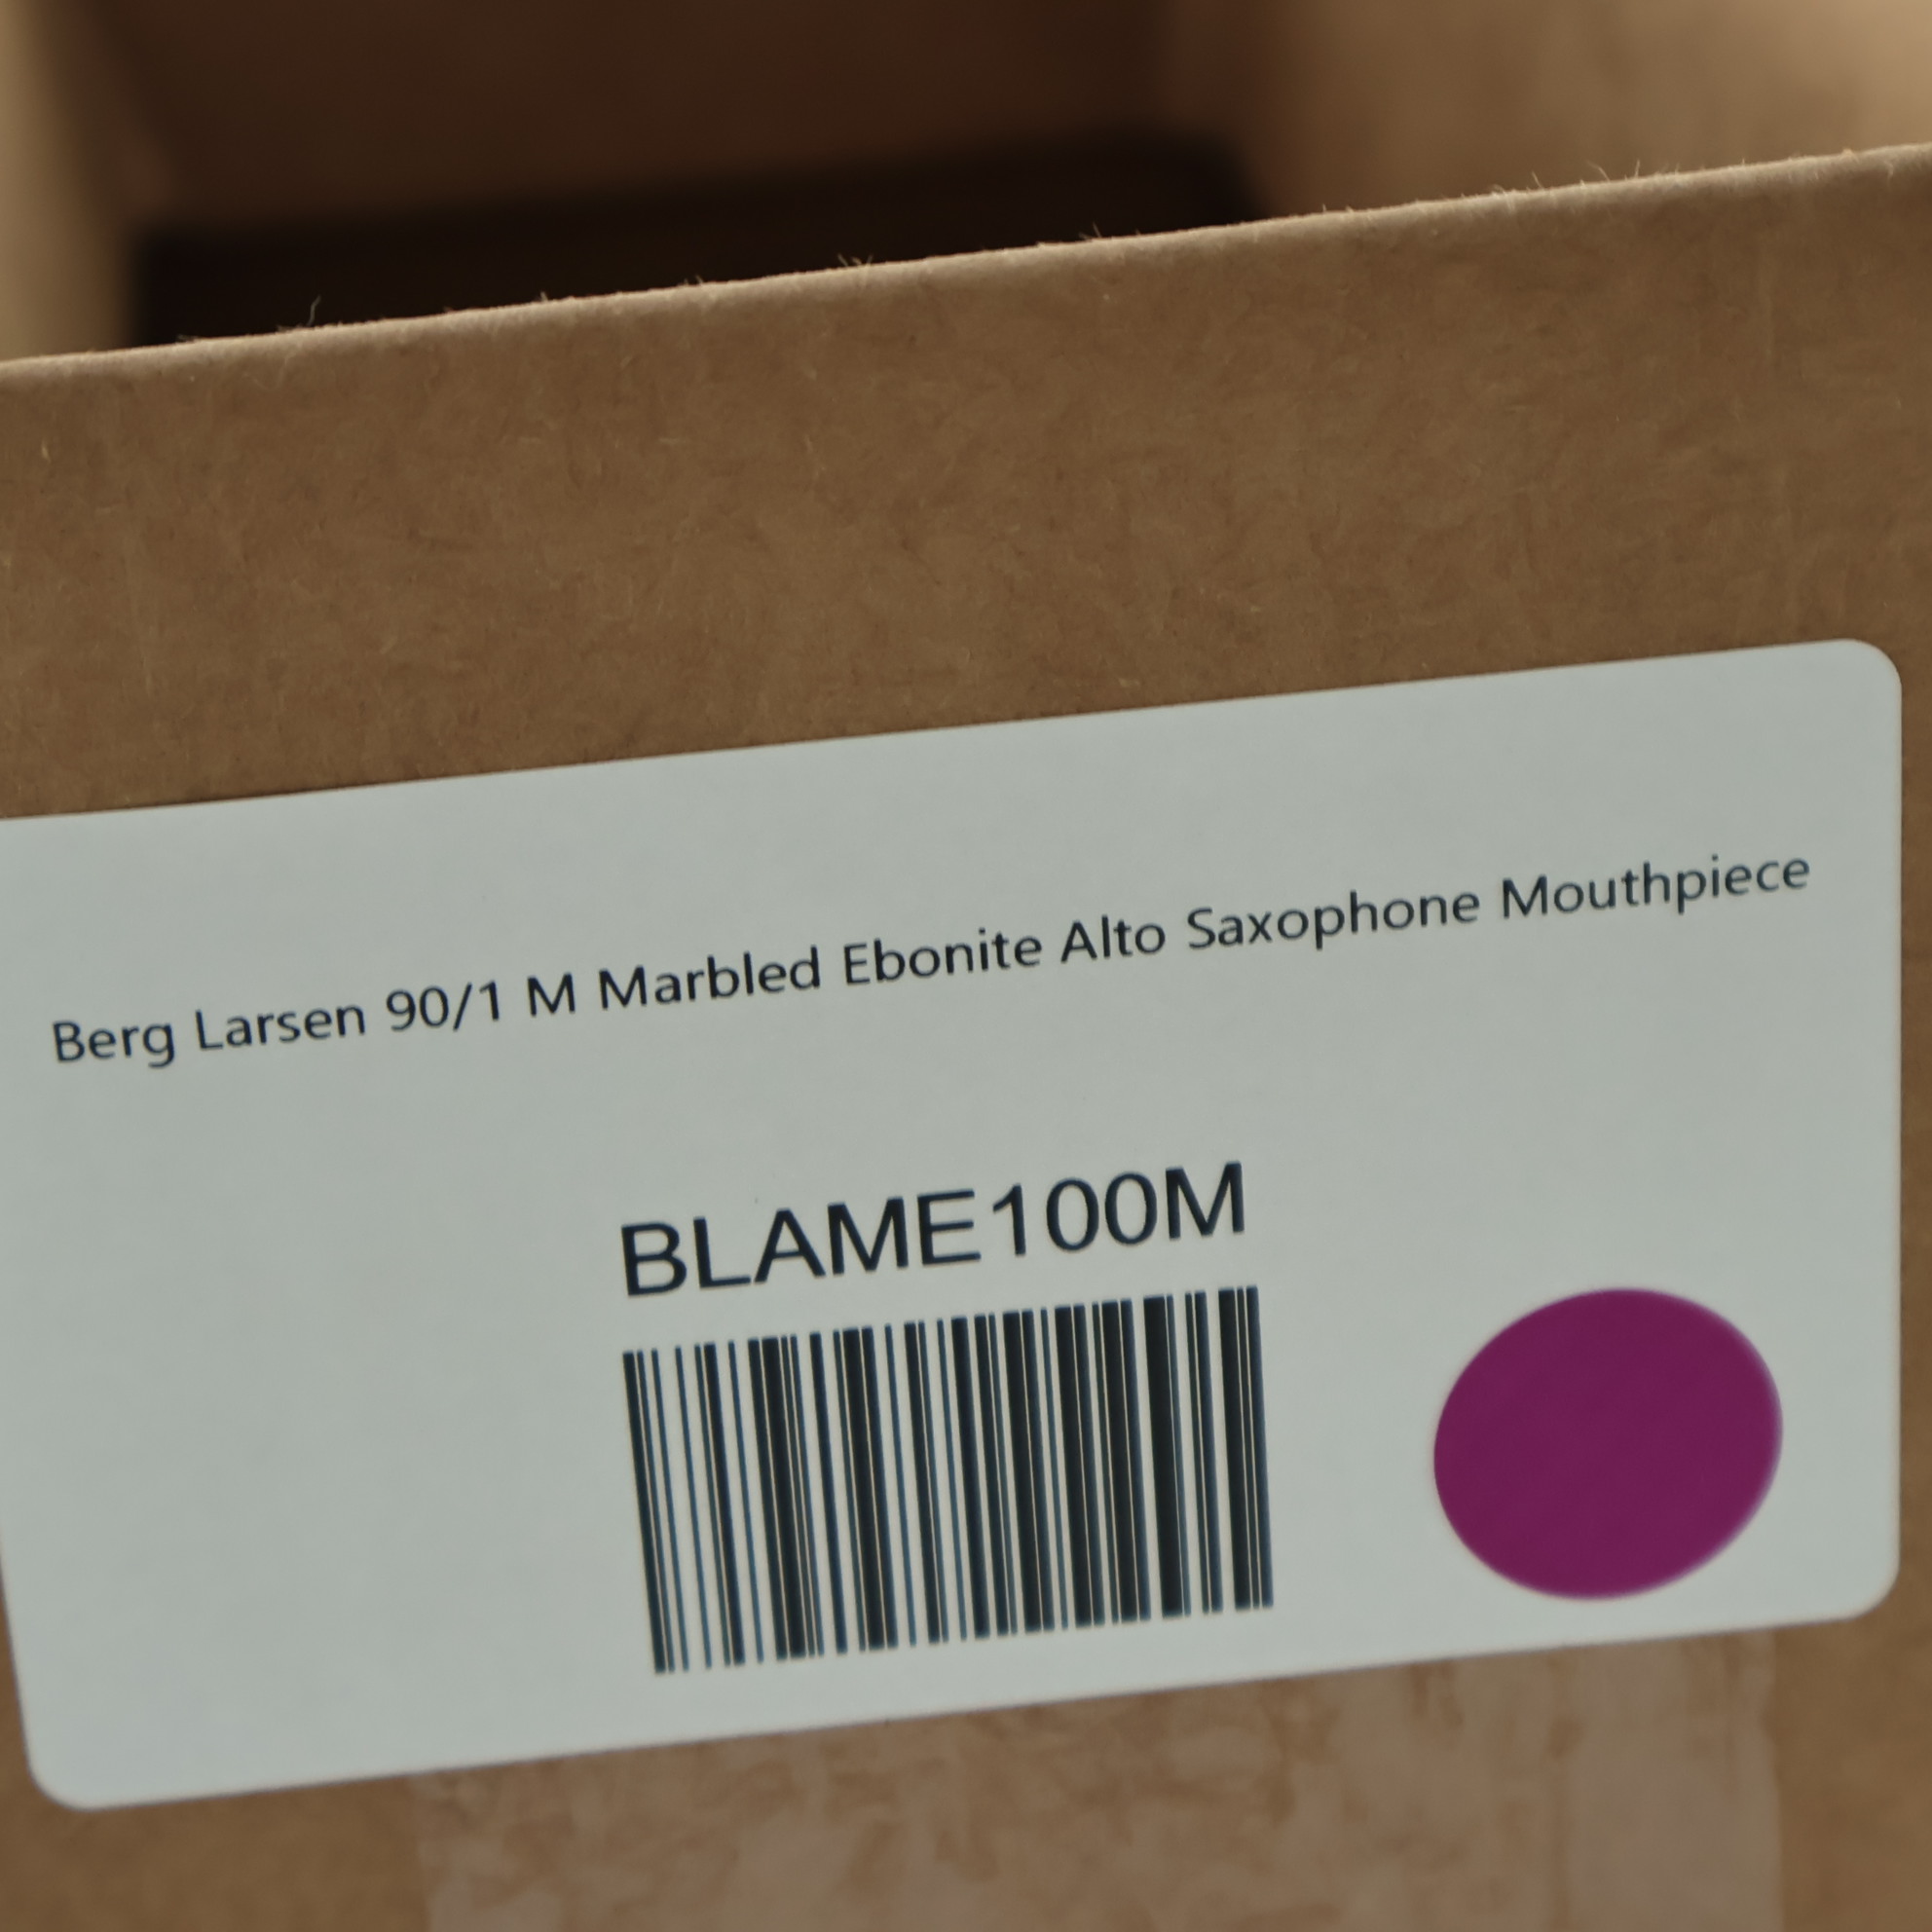 Berg Larsen 90/1 M Marbled Ebonite Alto Saxophone Mouthpiece
BLAME100M